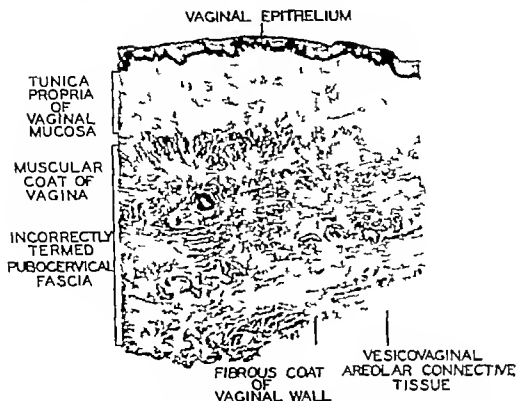 VAGINAL EPITHELIUM
TUNICA
PROPRIA
OF
VAGINAL
MUCOSA
MUSCULAR
COAT OF
VAGINA
INCORRECTLY
TERMED
PUBOCERVICAL
FASCIA
FIBROUS COAT
OF
VAGINAL WALL
VESICOVAGINAL
AREOLAR CONNECTIVE
TISSUE